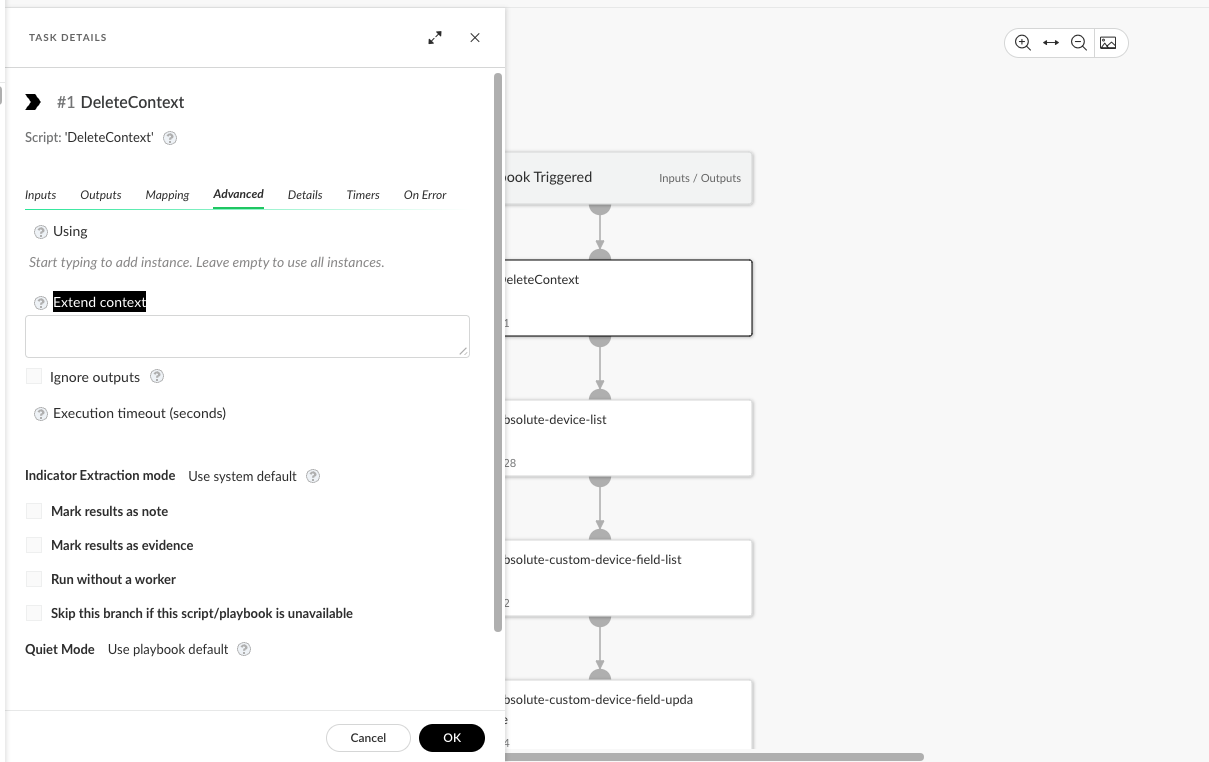 TASK DETAILS
#1 DeleteContext
Script: 'DeleteContext'
Inputs Outputs Mapping Advanced Details Timers On Error
Using
Start typing to add instance. Leave empty to use all instances.
Extend context
Ignore outputs
Execution timeout (seconds)
Indicator Extraction mode Use system default
Mark results as note
Mark results as evidence
Run without a worker
Skip this branch if this script/playbook is unavailable
Quiet Mode Use playbook default
Cancel OK
ook Triggered Inputs / Outputs
eleteContext
1
bsolute-device-list
28
bsolute-custom-device-field-list
2
bsolute-custom-device-field-upda
e
4